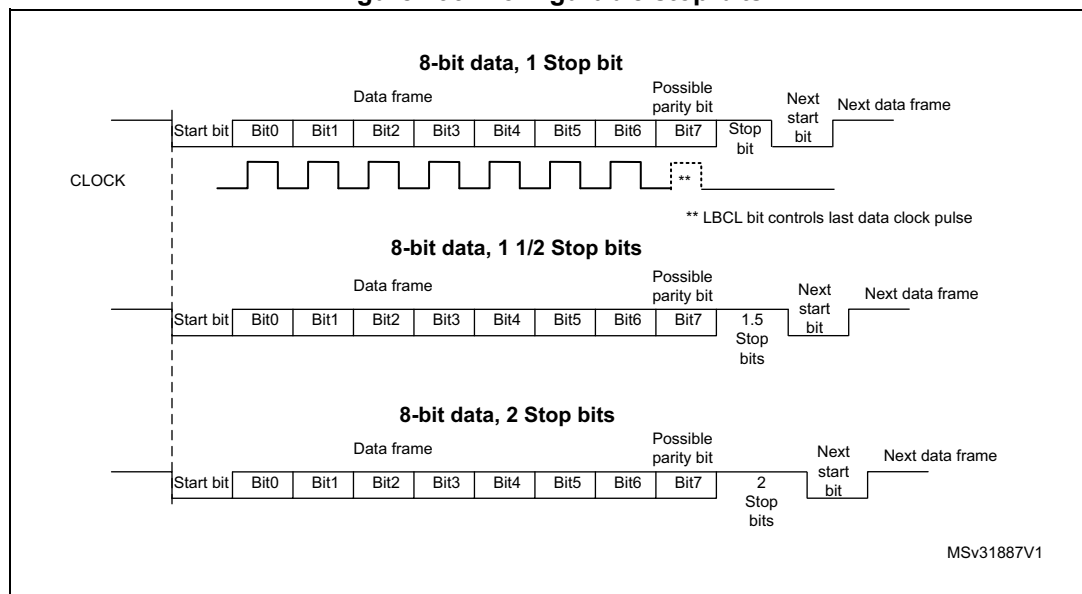 8-bit data, 1 Stop bit
Data frame
Possible
parity bit
Next
start
bit
Next data frame
Start bit Bit0 Bit1 Bit2 Bit3 Bit4 Bit5 Bit6 Bit7 Stop
bit
CLOCK
**
** LBCL bit controls last data clock pulse
8-bit data, 1 1/2 Stop bits
Data frame
Possible
parity bit
Next
start
bit
Next data frame
Start bit Bit0 Bit1 Bit2 Bit3 Bit4 Bit5 Bit6 Bit7 1.5
Stop
bits
8-bit data, 2 Stop bits
Data frame
Possible
parity bit
Next
start
bit
Next data frame
Start bit Bit0 Bit1 Bit2 Bit3 Bit4 Bit5 Bit6 Bit7 2
Stop
bits
MSv31887V1